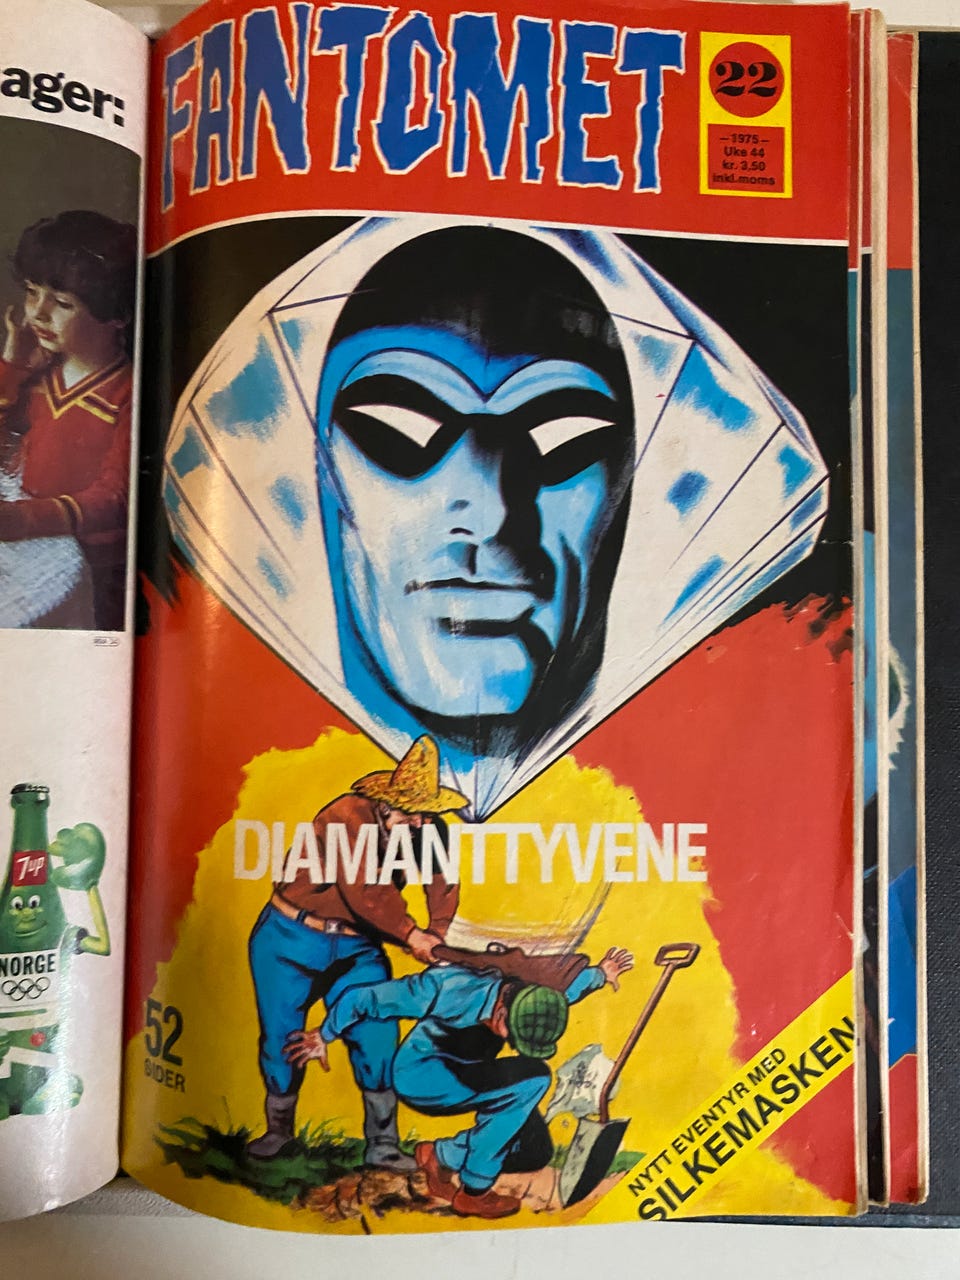 ager:
7up
NORGE
FANTOMET
22
—1975—
Uke 44
kr. 3,50
inkl.moms
DIAMANTTYVENE
52
SIDER
NYTT EVENTYR MED
SILKEMASKEN